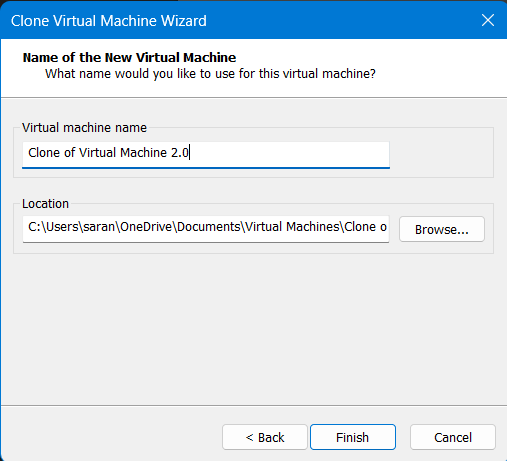 Clone Virtual Machine Wizard
Name of the New Virtual Machine
What name would you like to use for this virtual machine?
Virtual machine name
Clone of Virtual Machine 2.0
Location
C:\Users\saran\OneDrive\Documents\Virtual Machines\Clone o
Browse...
< Back
Finish
Cancel